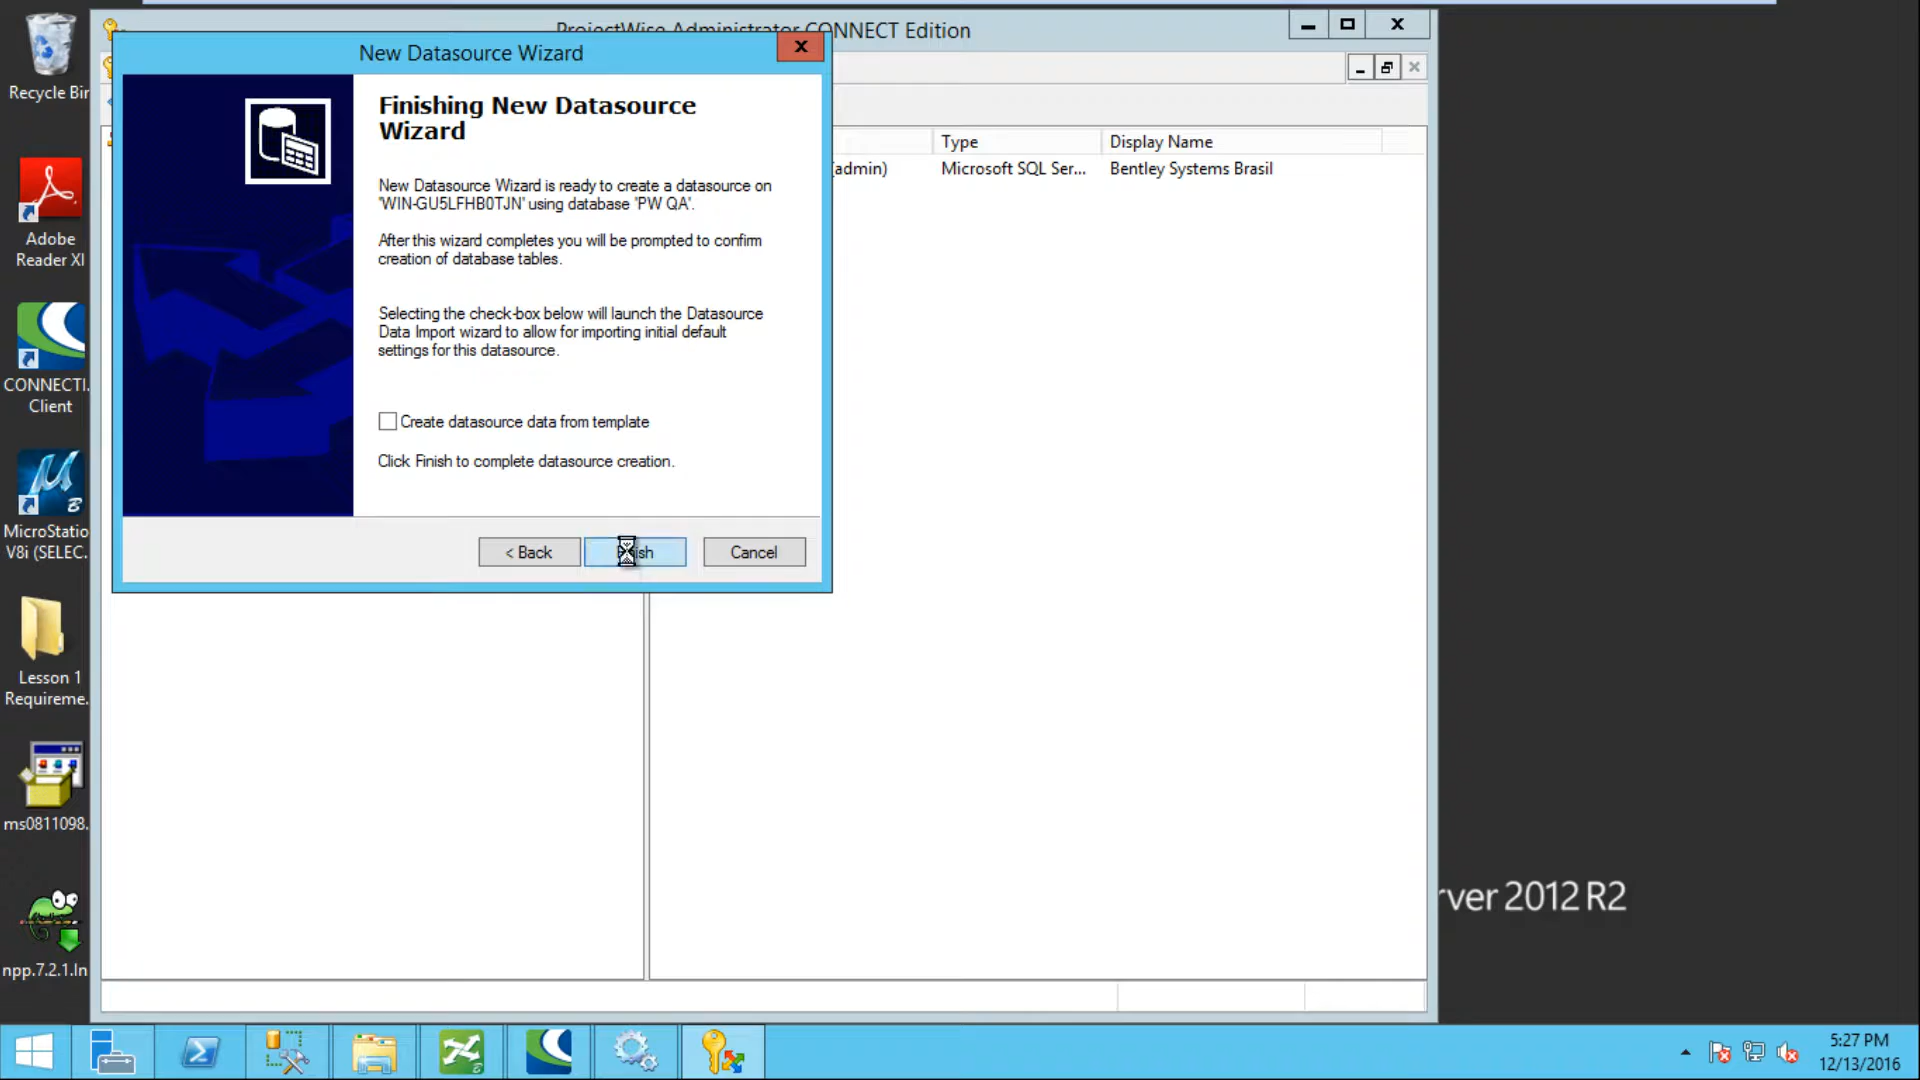 ProjectWise Administrator CONNECT Edition
New Datasource Wizard
Finishing New Datasource
Wizard
New Datasource Wizard is ready to create a datasource on
'WIN-GU5LFHB0TJN' using database 'PW QA'.
After this wizard completes you will be prompted to confirm
creation of database tables.
Selecting the check-box below will launch the Datasource
Data Import wizard to allow for importing initial default
settings for this datasource.
Create datasource data from template
Click Finish to complete datasource creation.
< Back
Cancel
Type
Display Name
(admin)
Microsoft SQL Ser...
Bentley Systems Brasil
Recycle Bin
Adobe
Reader XI
CONNECTI...
Client
MicroStatio
V8i (SELEC...
Lesson 1
Requireme...
ms0811098...
npp.7.2.1.In
rver 2012 R2
5:27 PM
12/13/2016